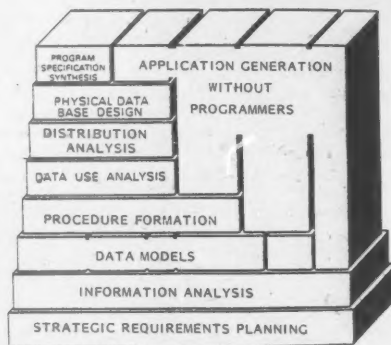 PROGRAM
SPECIFICATION
SYNTHESIS
APPLICATION GENERATION
WITHOUT
PROGRAMMERS
PHYSICAL DATA
BASE DESIGN
DISTRIBUTION
ANALYSIS
DATA USE ANALYSIS
PROCEDURE FORMATION
DATA MODELS
INFORMATION ANALYSIS
STRATEGIC REQUIREMENTS PLANNING